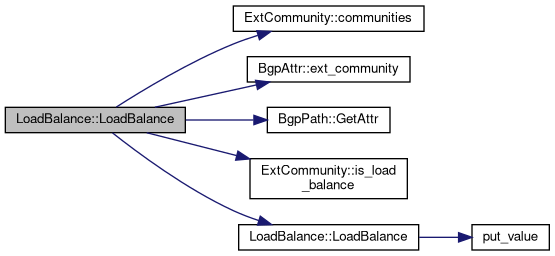 ExtCommunity::communities
BgpAttr::ext_community
LoadBalance::LoadBalance
BgpPath::GetAttr
ExtCommunity::is_load
_balance
LoadBalance::LoadBalance
put_value